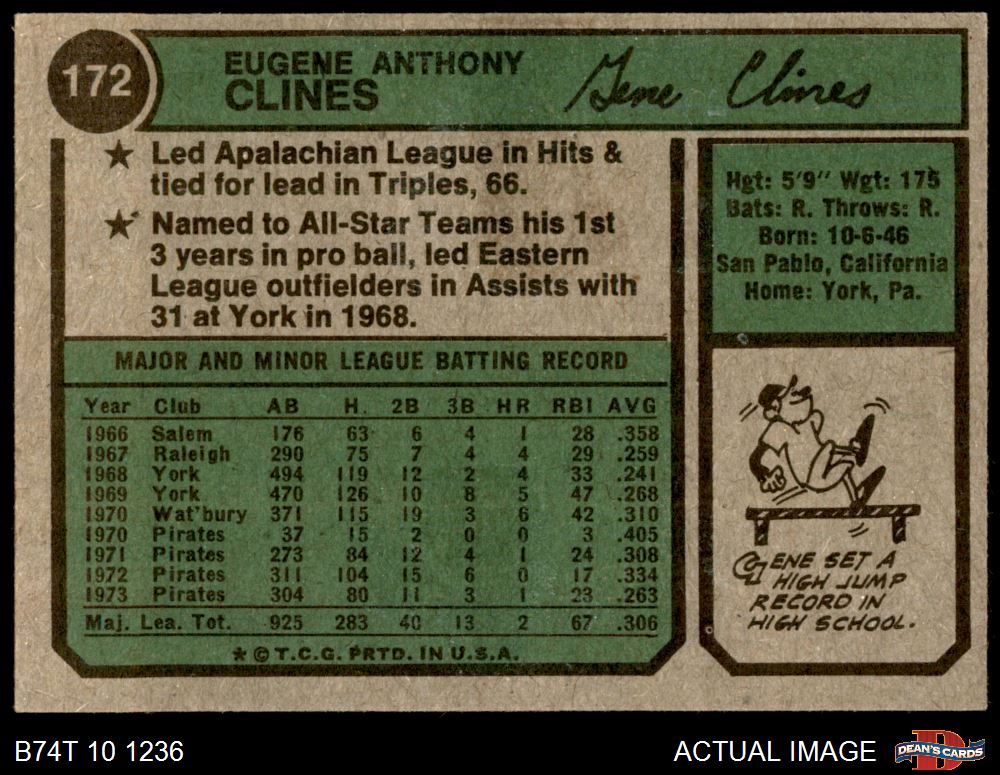 172
EUGENE ANTHONY
CLINES
Gene Clines
★ Led Apalachian League in Hits &
tied for lead in Triples, 66.
★ Named to All-Star Teams his 1st
3 years in pro ball, led Eastern
League outfielders in Assists with
31 at York in 1968.
Hgt: 5'9" Wgt: 175
Bats: R. Throws: R.
Born: 10-6-46
San Pablo, California
Home: York, Pa.
MAJOR AND MINOR LEAGUE BATTING RECORD
Year Club AB H. 2B 3B HR RBI AVG
1966 Salem 176 63 6 4 1 28 .358
1967 Raleigh 290 75 7 4 4 29 .259
1968 York 494 119 12 2 4 33 .241
1969 York 470 126 10 8 5 47 .268
1970 Wat'bury 371 115 19 3 6 42 .310
1970 Pirates 37 15 2 0 0 3 .405
1971 Pirates 273 84 12 4 1 24 .308
1972 Pirates 311 104 15 6 0 17 .334
1973 Pirates 304 80 11 3 1 23 .263
Maj. Lea. Tot. 925 283 40 13 2 67 .306
★ © T.C.G. PRTD. IN U.S.A.
GENE SET A
HIGH JUMP
RECORD IN
HIGH SCHOOL.
B74T 10 1236
ACTUAL IMAGE
D
DEAN'S CARDS